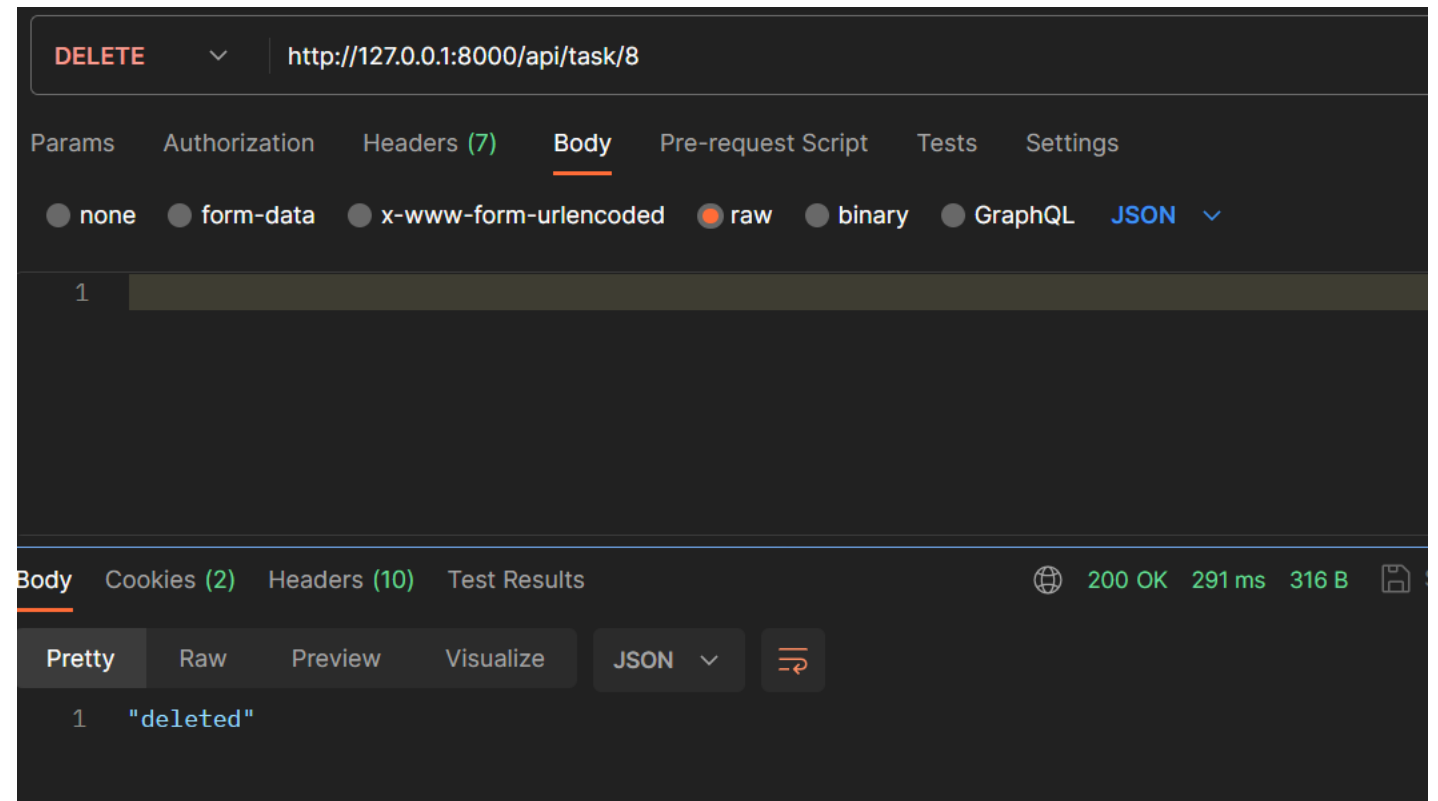 DELETE http://127.0.0.1:8000/api/task/8
Params Authorization Headers (7) Body Pre-request Script Tests Settings
none form-data x-www-form-urlencoded raw binary GraphQL JSON
1
Body Cookies (2) Headers (10) Test Results 200 OK 291 ms 316 B
Pretty Raw Preview Visualize JSON
1 "deleted"